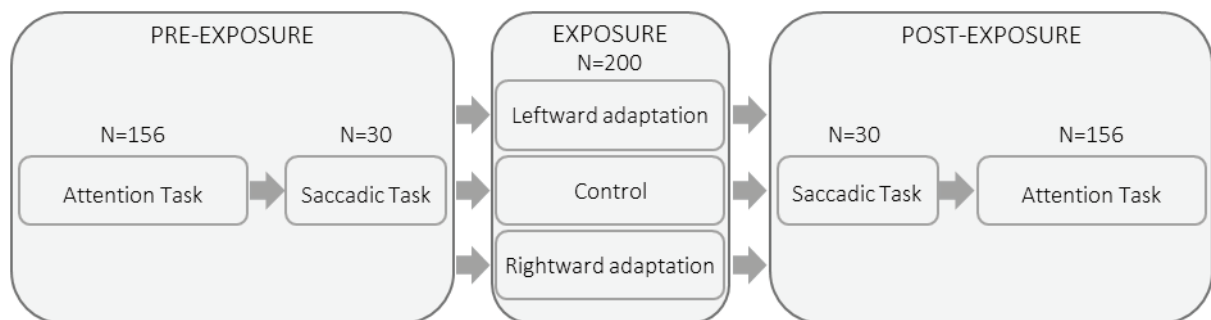 PRE-EXPOSURE
N=156
N=30
Attention Task
Saccadic Task
EXPOSURE
N=200
Leftward adaptation
Control
Rightward adaptation
POST-EXPOSURE
N=30
N=156
Saccadic Task
Attention Task